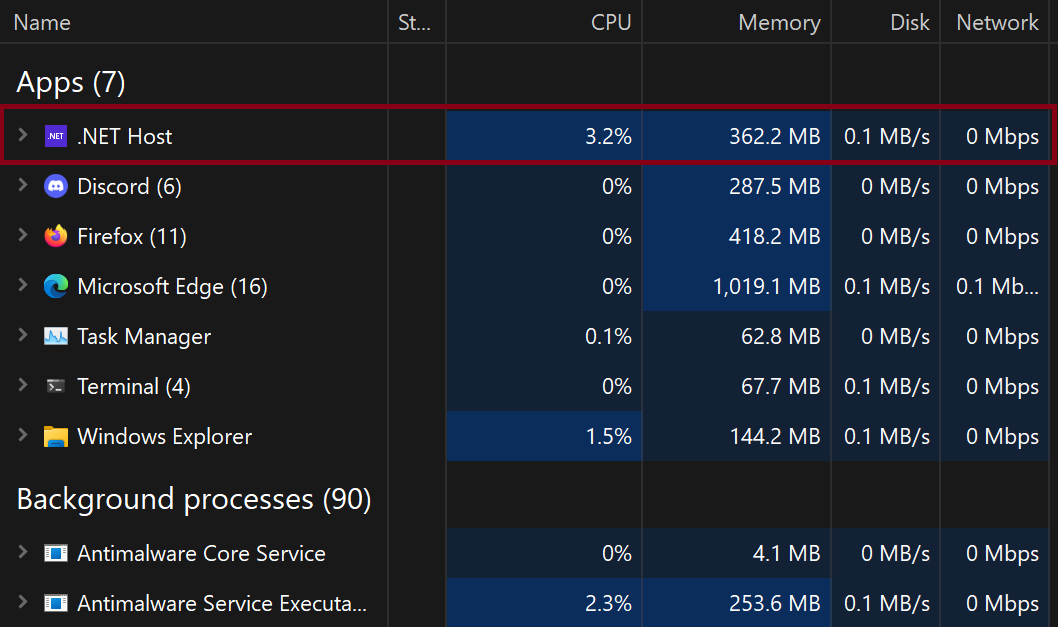 Name St... CPU Memory Disk Network
Apps (7)
.NET .NET Host 3.2% 362.2 MB 0.1 MB/s 0 Mbps
Discord (6) 0% 287.5 MB 0 MB/s 0 Mbps
Firefox (11) 0% 418.2 MB 0 MB/s 0 Mbps
Microsoft Edge (16) 0% 1,019.1 MB 0.1 MB/s 0.1 Mb...
Task Manager 0.1% 62.8 MB 0 MB/s 0 Mbps
Terminal (4) 0% 67.7 MB 0.1 MB/s 0 Mbps
Windows Explorer 1.5% 144.2 MB 0.1 MB/s 0 Mbps
Background processes (90)
Antimalware Core Service 0% 4.1 MB 0 MB/s 0 Mbps
Antimalware Service Executa... 2.3% 253.6 MB 0.1 MB/s 0 Mbps